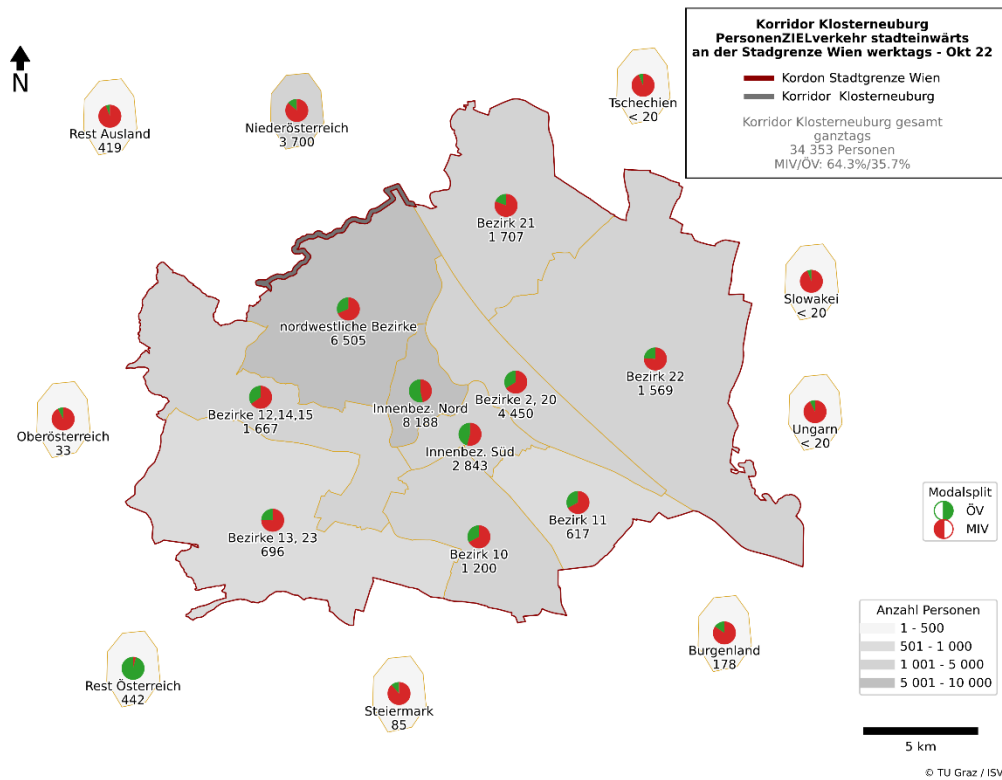 Korridor Klosterneuburg
PersonenZIELverkehr stadteinwärts
an der Stadgrenze Wien werktags - Okt 22
Kordon Stadtgrenze Wien
Korridor Klosterneuburg
Korridor Klosterneuburg gesamt
ganztags
34 353 Personen
MIV/ÖV: 64.3%/35.7%
N
Rest Ausland
419
Niederösterreich
3 700
Tschechien
< 20
Bezirk 21
1 707
Slowakei
< 20
nordwestliche Bezirke
6 505
Bezirk 22
1 569
Bezirke 12,14,15
1 667
Innenbez. Nord
8 188
Bezirke 2, 20
4 450
Oberösterreich
33
Ungarn
< 20
Innenbez. Süd
2 843
Modalsplit
ÖV
MIV
Bezirke 13, 23
696
Bezirk 10
1 200
Bezirk 11
617
Anzahl Personen
1 - 500
501 - 1 000
1 001 - 5 000
5 001 - 10 000
Burgenland
178
Rest Österreich
442
Steiermark
85
5 km
© TU Graz / ISV